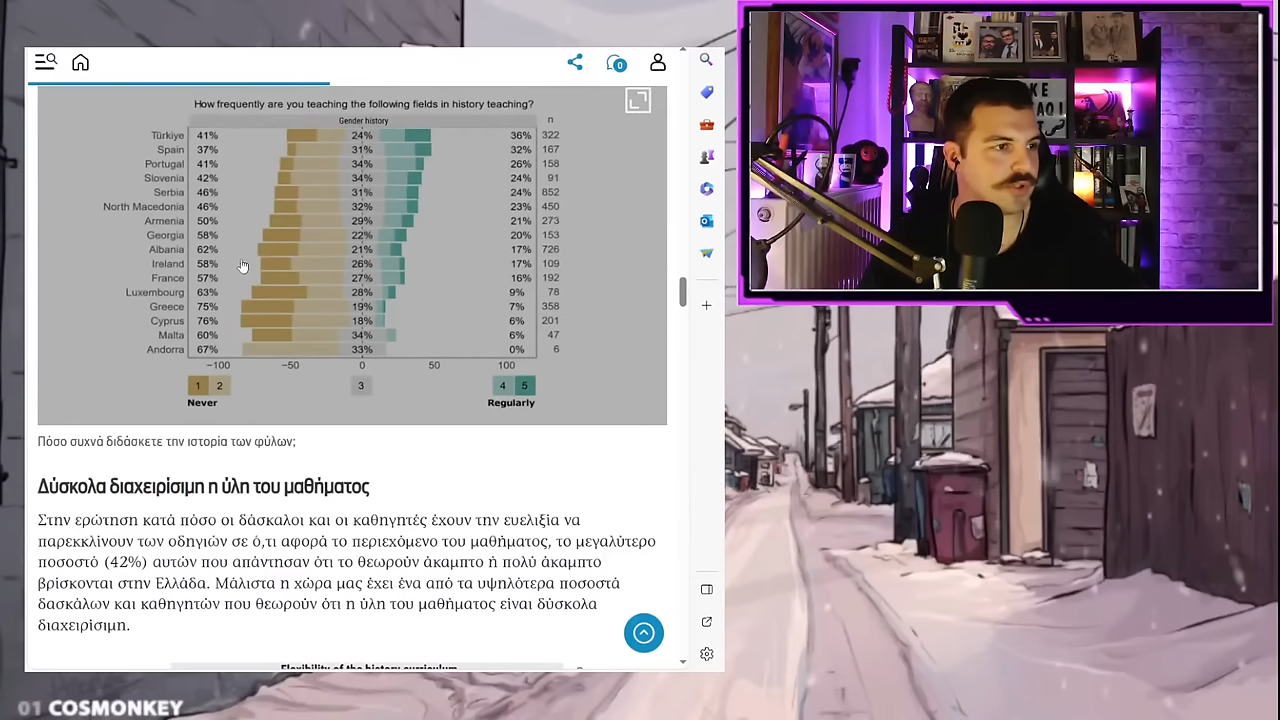 0
How frequently are you teaching the following fields in history teaching?
Gender history n
Türkiye 41% 24% 36% 322
Spain 37% 31% 32% 167
Portugal 41% 34% 26% 158
Slovenia 42% 34% 24% 91
Serbia 46% 31% 24% 852
North Macedonia 46% 32% 23% 450
Armenia 50% 29% 21% 273
Georgia 58% 22% 20% 153
Albania 62% 21% 17% 726
Ireland 58% 26% 17% 109
France 57% 27% 16% 192
Luxembourg 63% 28% 9% 78
Greece 75% 19% 7% 358
Cyprus 76% 18% 6% 201
Malta 60% 34% 6% 47
Andorra 67% 33% 0% 6
−100 −50 0 50 100
1 2 3 4 5
Never Regularly
Πόσο συχνά διδάσκετε την ιστορία των φύλων;
Δύσκολα διαχειρίσιμη η ύλη του μαθήματος
Στην ερώτηση κατά πόσο οι δάσκαλοι και οι καθηγητές έχουν την ευελιξία να
παρεκκλίνουν των οδηγιών σε ό,τι αφορά το περιεχόμενο του μαθήματος, το μεγαλύτερο
ποσοστό (42%) αυτών που απάντησαν ότι το θεωρούν άκαμπτο ή πολύ άκαμπτο
βρίσκονται στην Ελλάδα. Μάλιστα η χώρα μας έχει ένα από τα υψηλότερα ποσοστά
δασκάλων και καθηγητών που θεωρούν ότι η ύλη του μαθήματος είναι δύσκολα
διαχειρίσιμη.
Flexibility of the history curriculum
01 COSMONKEY